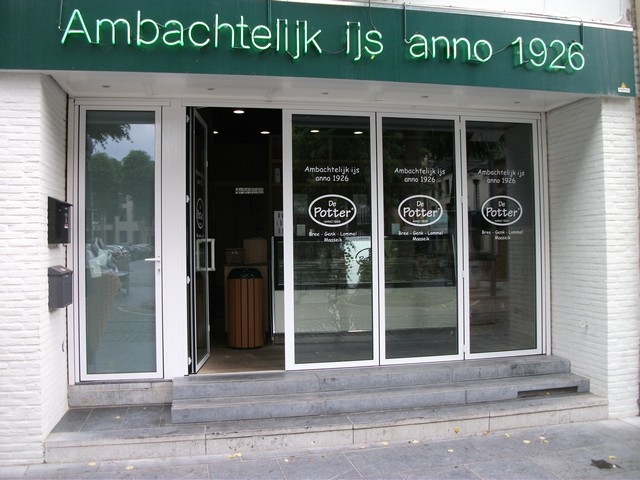 Ambachtelijk ijs anno 1926
Ambachtelijk ijs
anno 1926
De
Potter
Bree - Genk - Lommel
Maaseik
Ambachtelijk ijs
anno 1926
De
Potter
Bree - Genk - Lommel
Maaseik
Ambachtelijk ijs
anno 1926
De
Potter
Bree - Genk - Lommel
Maaseik